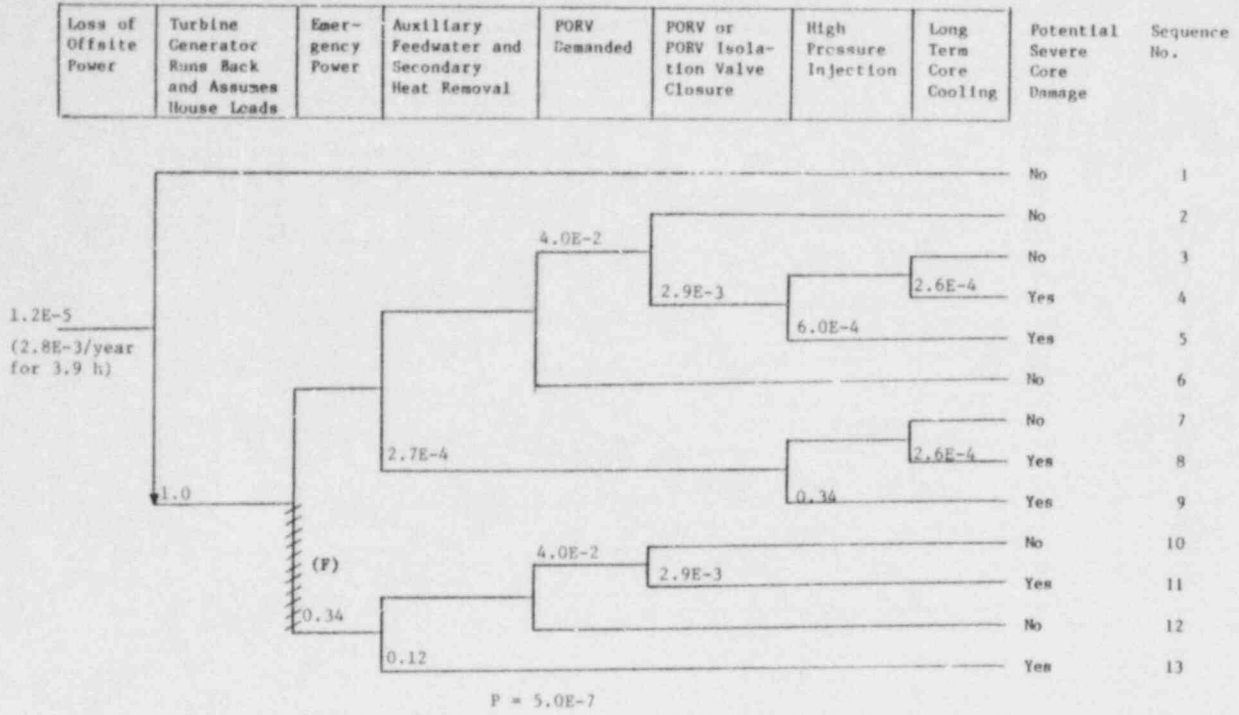 Loss of Offsite Power
Turbine Generator Runs Back and Assumes House Loads
Emer-gency Power
Auxiliary Feedwater and Secondary Heat Removal
PORV Demanded
PORV or PORV Isola-tion Valve Closure
High Pressure Injection
Long Term Core Cooling
Potential Severe Core Damage
Sequence No.
No 1
No 2
4.0E-2
No 3
2.6E-4
2.9E-3
Yes 4
1.2E-5
(2.8E-3/year
for 3.9 h)
6.0E-4
Yes 5
No 6
No 7
2.7E-4
2.6E-4
Yes 8
1.0
0.34
Yes 9
No 10
4.0E-2
(F)
2.9E-3
Yes 11
0.34
No 12
0.12
Yes 13
P = 5.0E-7